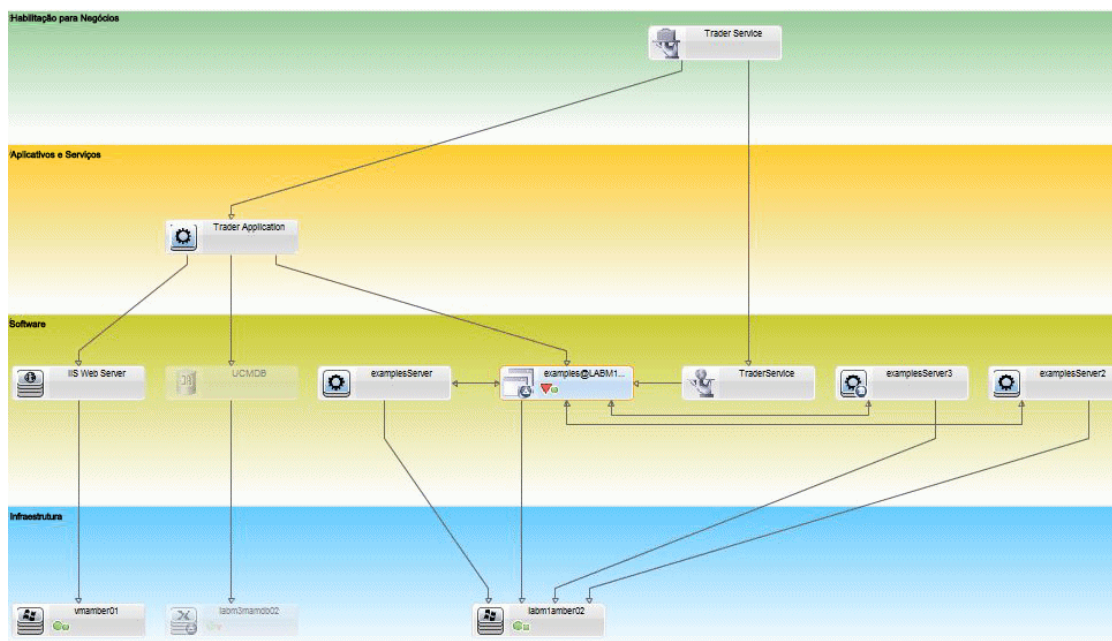 Habilitação para Negócios
Trader Service
Aplicativos e Serviços
Trader Application
Software
IIS Web Server
UCMDB
examplesServer
examples@LABM1...
TraderService
examplesServer3
examplesServer2
Infraestrutura
vmamber01
labm3mamdb02
labm1amber02